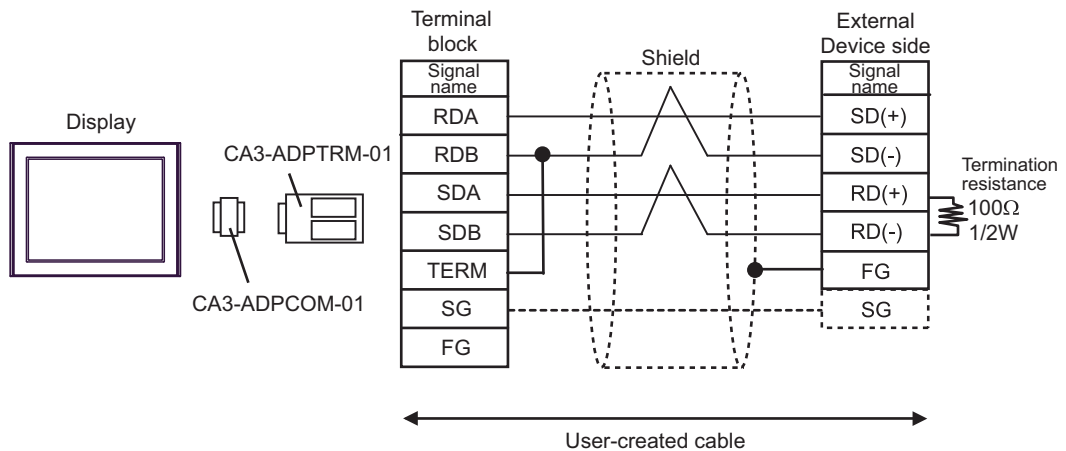 Display
CA3-ADPTRM-01
CA3-ADPCOM-01
Terminal
block
Signal
name
RDA
RDB
SDA
SDB
TERM
SG
FG
Shield
External
Device side
Signal
name
SD(+)
SD(-)
RD(+)
RD(-)
FG
SG
Termination
resistance
100Ω
1/2W
User-created cable